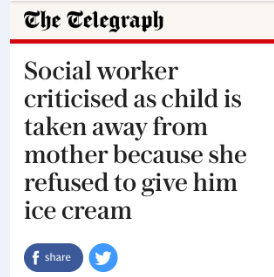 The Telegraph
Social worker
criticised as child is
taken away from
mother because she
refused to give him
ice cream
f share